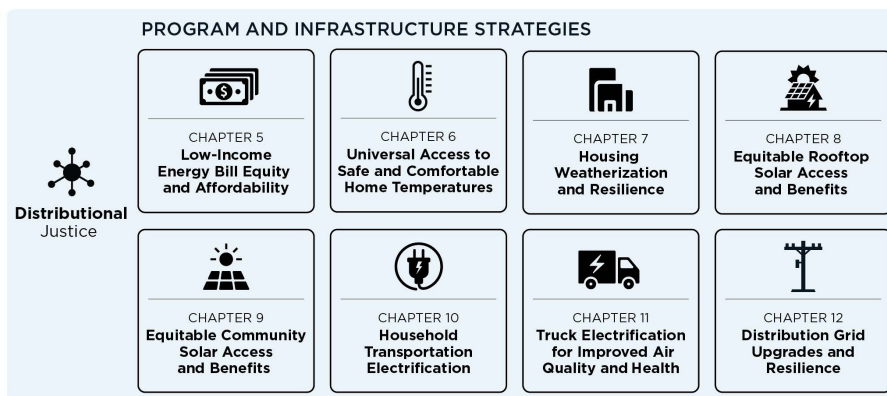 PROGRAM AND INFRASTRUCTURE STRATEGIES
Distributional
Justice
CHAPTER 5
Low-Income
Energy Bill Equity
and Affordability
CHAPTER 6
Universal Access to
Safe and Comfortable
Home Temperatures
CHAPTER 7
Housing
Weatherization
and Resilience
CHAPTER 8
Equitable Rooftop
Solar Access
and Benefits
CHAPTER 9
Equitable Community
Solar Access
and Benefits
CHAPTER 10
Household
Transportation
Electrification
CHAPTER 11
Truck Electrification
for Improved Air
Quality and Health
CHAPTER 12
Distribution Grid
Upgrades and
Resilience